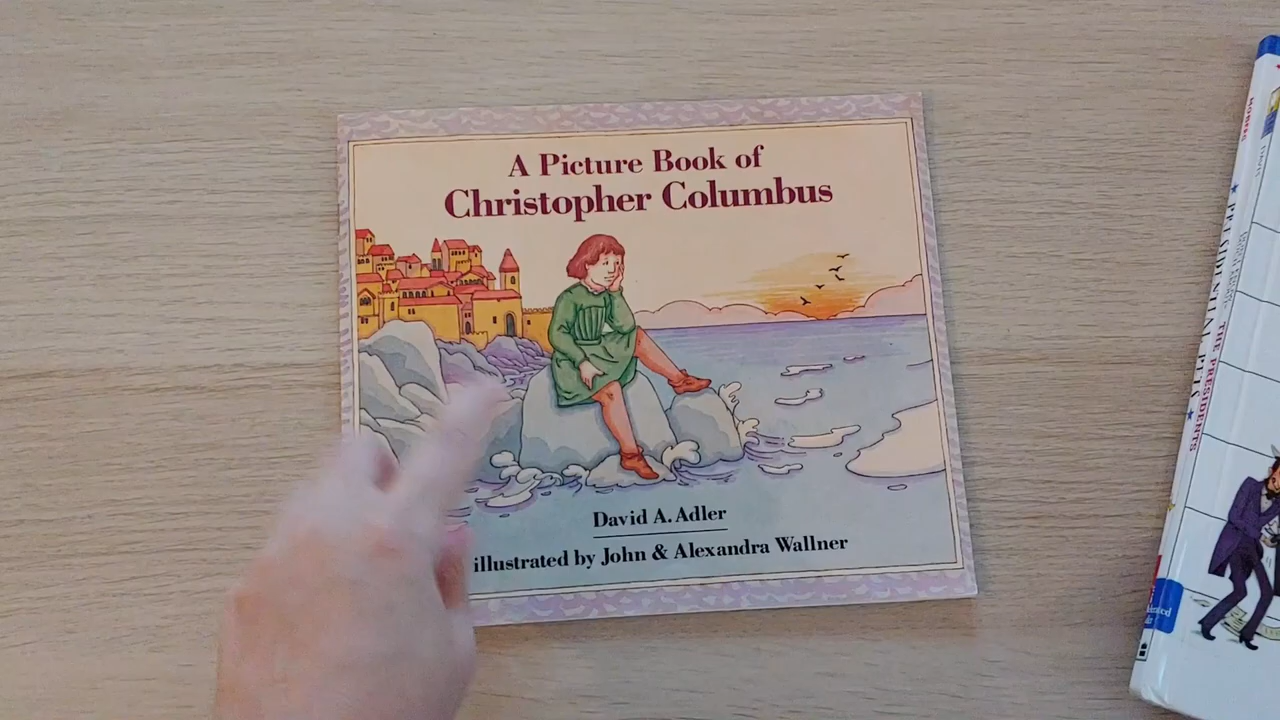 A Picture Book of
Christopher Columbus
David A. Adler
illustrated by John & Alexandra Wallner
THE PRESIDENTS